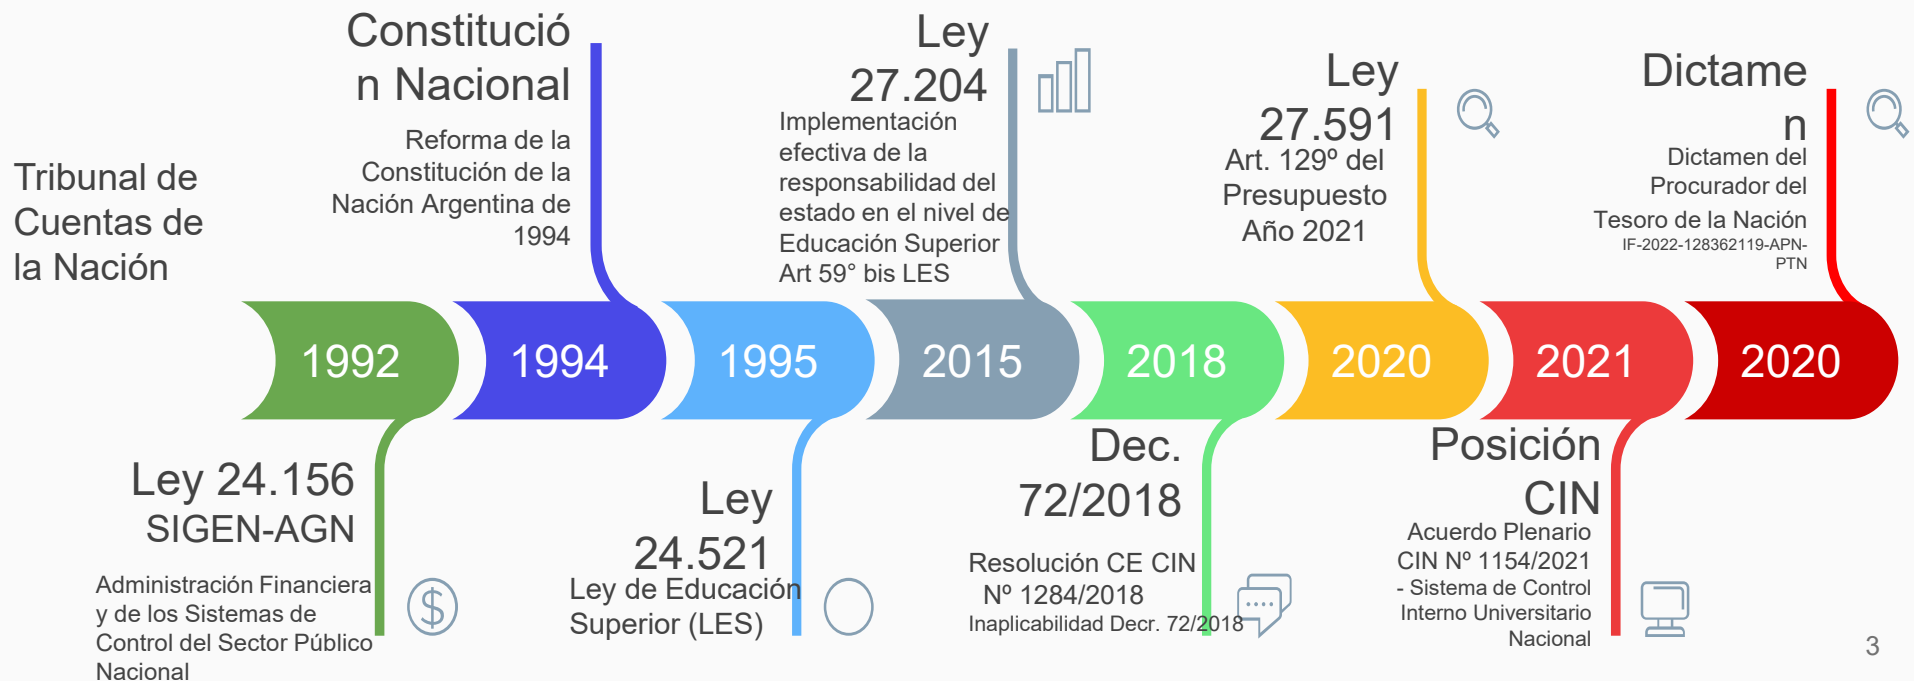 Tribunal de
Cuentas de
la Nación
1992
Ley 24.156
SIGEN-AGN
Administración Financiera
y de los Sistemas de
Control del Sector Público
Nacional
$
Constitució
n Nacional
Reforma de la
Constitución de la
Nación Argentina de
1994
1994
1995
Ley
24.521
Ley de Educación
Superior (LES)
Ley
27.204
Implementación
efectiva de la
responsabilidad del
estado en el nivel de
Educación Superior
Art 59° bis LES
2015
2018
Dec.
72/2018
Resolución CE CIN
Nº 1284/2018
Inaplicabilidad Decr. 72/2018
Ley
27.591
Art. 129º del
Presupuesto
Año 2021
2020
2021
Posición
CIN
Acuerdo Plenario
CIN Nº 1154/2021
- Sistema de Control
Interno Universitario
Nacional
Dictame
n
Dictamen del
Procurador del
Tesoro de la Nación
IF-2022-128362119-APN-
PTN
2020
3